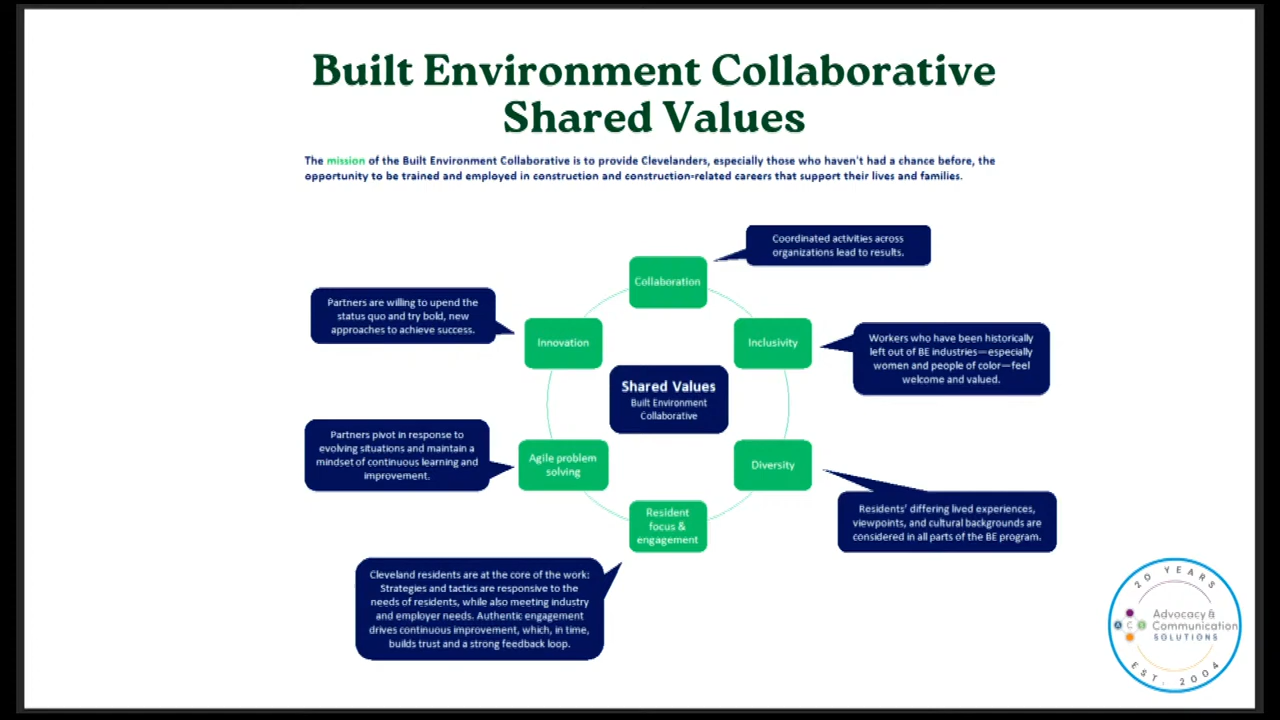 Built Environment Collaborative
Shared Values
The mission of the Built Environment Collaborative is to provide Clevelanders, especially those who haven't had a chance before, the
opportunity to be trained and employed in construction and construction-related careers that support their lives and families.
Coordinated activities across
organizations lead to results.
Collaboration
Partners are willing to upend the
status quo and try bold, new
approaches to achieve success.
Innovation
Inclusivity
Workers who have been historically
left out of BE industries—especially
women and people of color—feel
welcome and valued.
Shared Values
Built Environment
Collaborative
Partners pivot in response to
evolving situations and maintain a
mindset of continuous learning and
improvement.
Agile problem
solving
Diversity
Residents' differing lived experiences,
viewpoints, and cultural backgrounds are
considered in all parts of the BE program.
Resident
focus &
engagement
Cleveland residents are at the core of the work:
Strategies and tactics are responsive to the
needs of residents, while also meeting industry
and employer needs. Authentic engagement
drives continuous improvement, which, in time,
builds trust and a strong feedback loop.
20 YEARS
A C S
Advocacy &
Communication
SOLUTIONS
EST. 2004